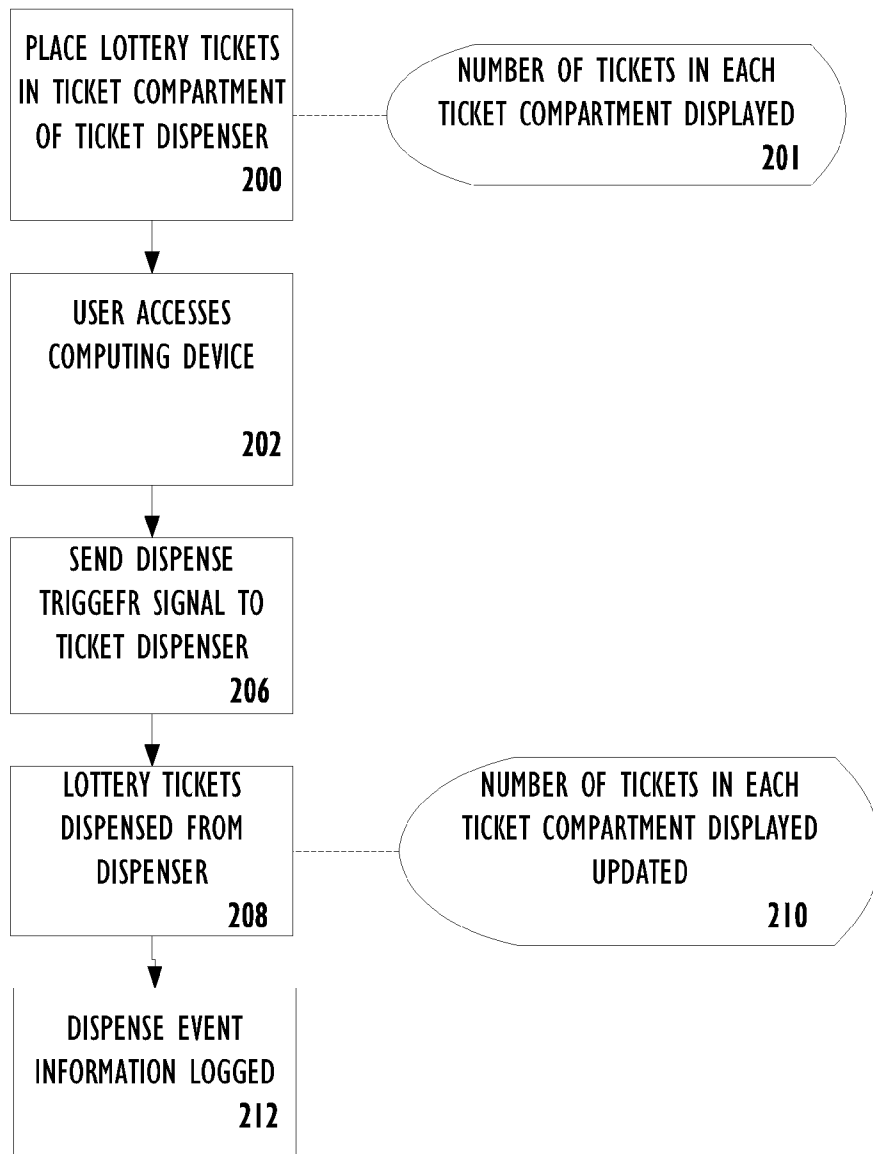 PLACE LOTTERY TICKETS
IN TICKET COMPARTMENT
OF TICKET DISPENSER
200
NUMBER OF TICKETS IN EACH
TICKET COMPARTMENT DISPLAYED
201
USER ACCESSES
COMPUTING DEVICE
202
SEND DISPENSE
TRIGGEFR SIGNAL TO
TICKET DISPENSER
206
LOTTERY TICKETS
DISPENSED FROM
DISPENSER
208
NUMBER OF TICKETS IN EACH
TICKET COMPARTMENT DISPLAYED
UPDATED
210
DISPENSE EVENT
INFORMATION LOGGED
212